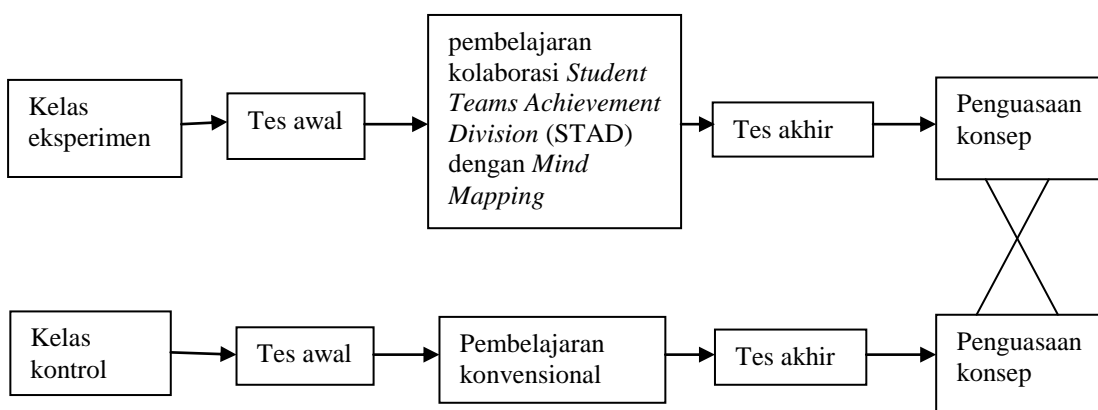 Kelas
eksperimen
Tes awal
pembelajaran
kolaborasi Student
Teams Achievement
Division (STAD)
dengan Mind
Mapping
Tes akhir
Penguasaan
konsep
Kelas
kontrol
Tes awal
Pembelajaran
konvensional
Tes akhir
Penguasaan
konsep